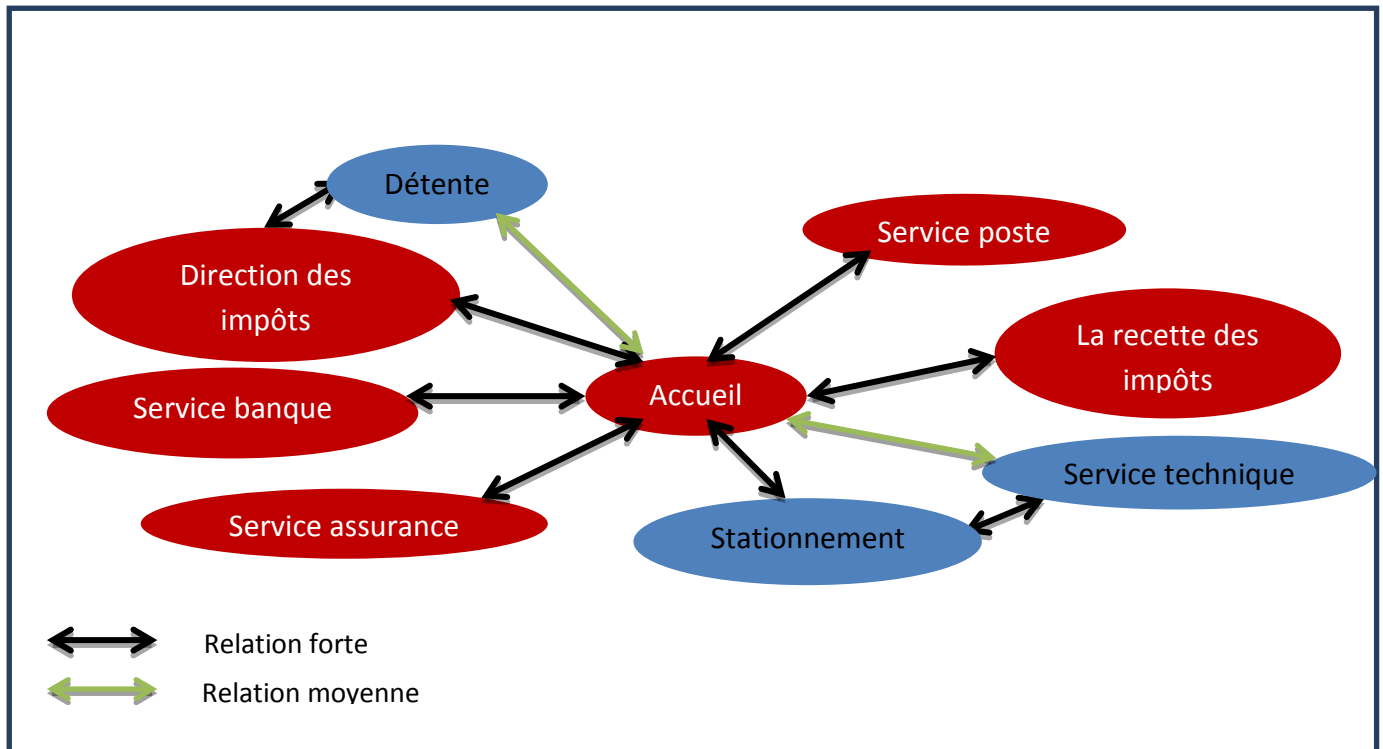 Détente
Service poste
Direction des
impôts
La recette des
impôts
Accueil
Service banque
Service technique
Service assurance
Stationnement
Relation forte
Relation moyenne